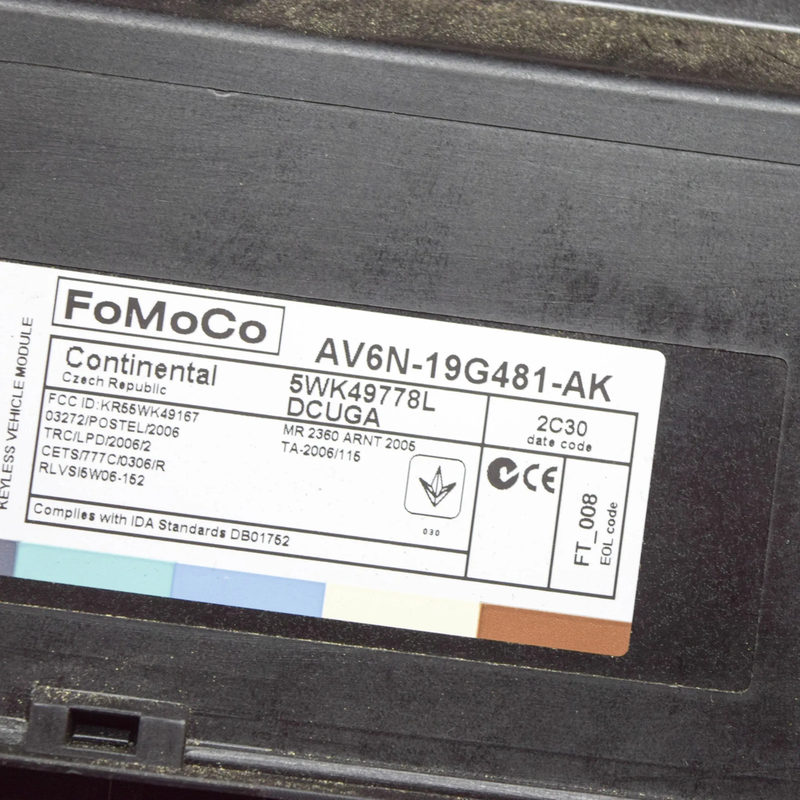 FoMoCo
AV6N-19G481-AK
KEYLESS VEHICLE MODULE
Continental
Czech Republic
5WK49778L
DCUGA
2C30
date code
FCC ID:KR55WK49167
03272/POSTEL/2006
TRC/LPD/2006/2
CETS/777C/0306/R
RLVSI5W06-152
MR 2360 ARNT 2005
TA-2006/115
030
CE
FT_008
EOL code
Complies with IDA Standards DB01752